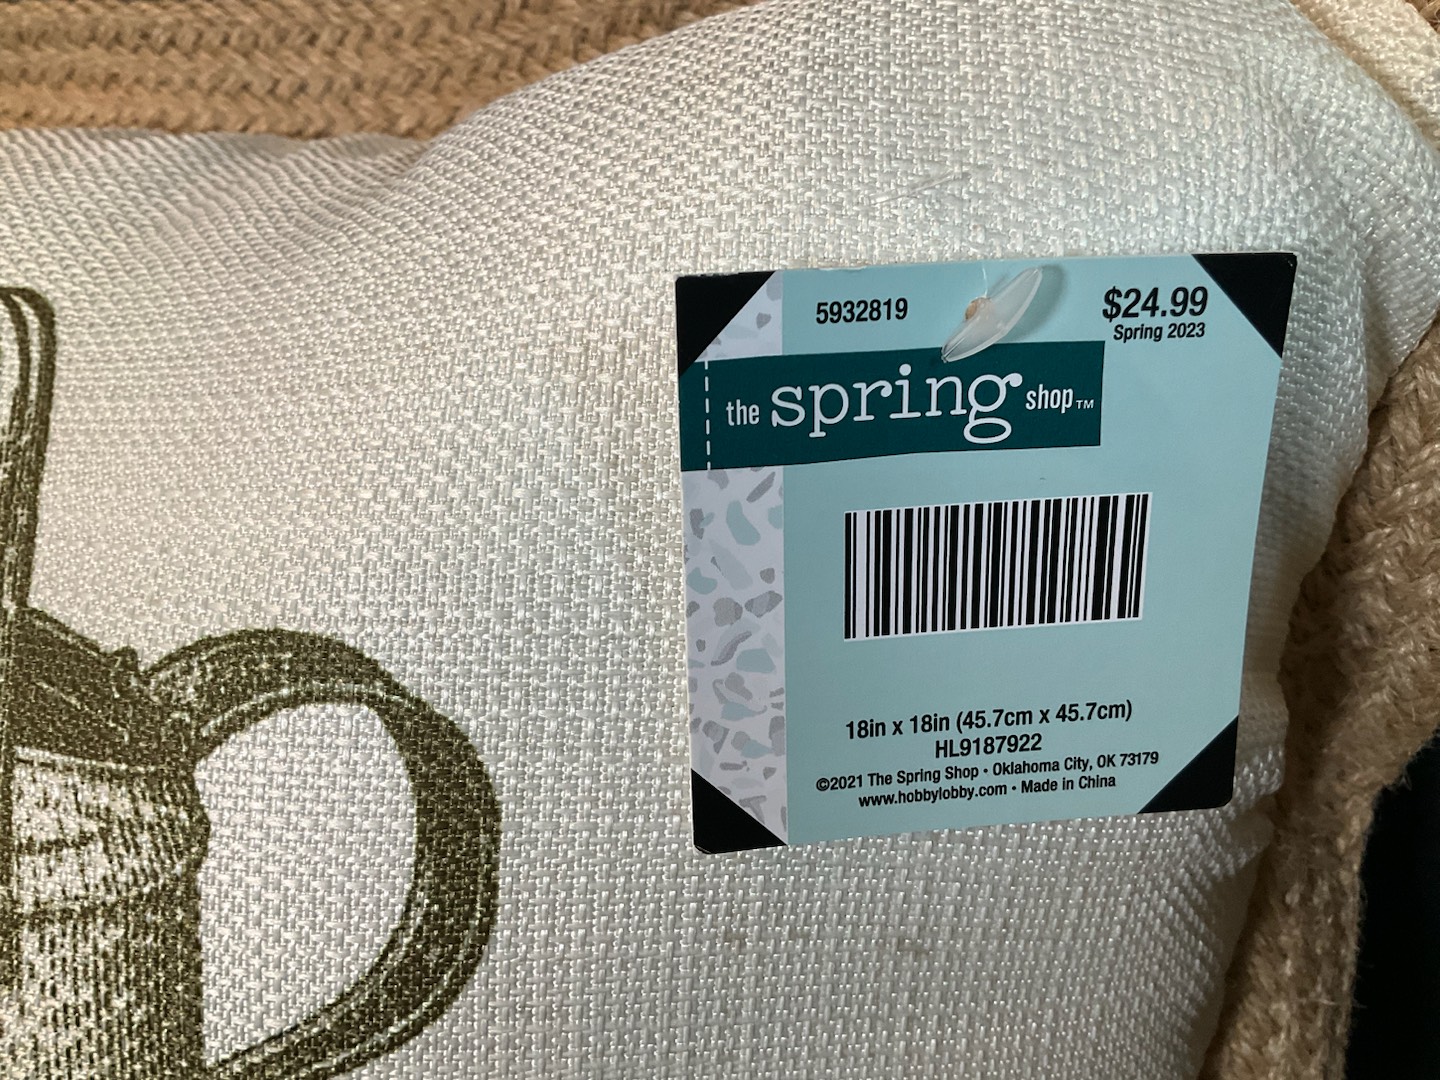 5932819
$24.99
Spring 2023
the spring shop™
18in x 18in (45.7cm x 45.7cm)
HL9187922
©2021 The Spring Shop • Oklahoma City, OK 73179
www.hobbylobby.com • Made in China